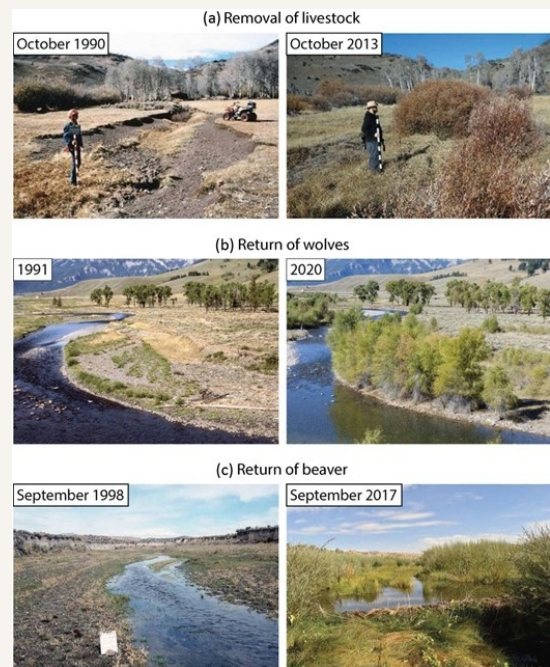 (a) Removal of livestock
October 1990
October 2013
(b) Return of wolves
1991
2020
(c) Return of beaver
September 1998
September 2017